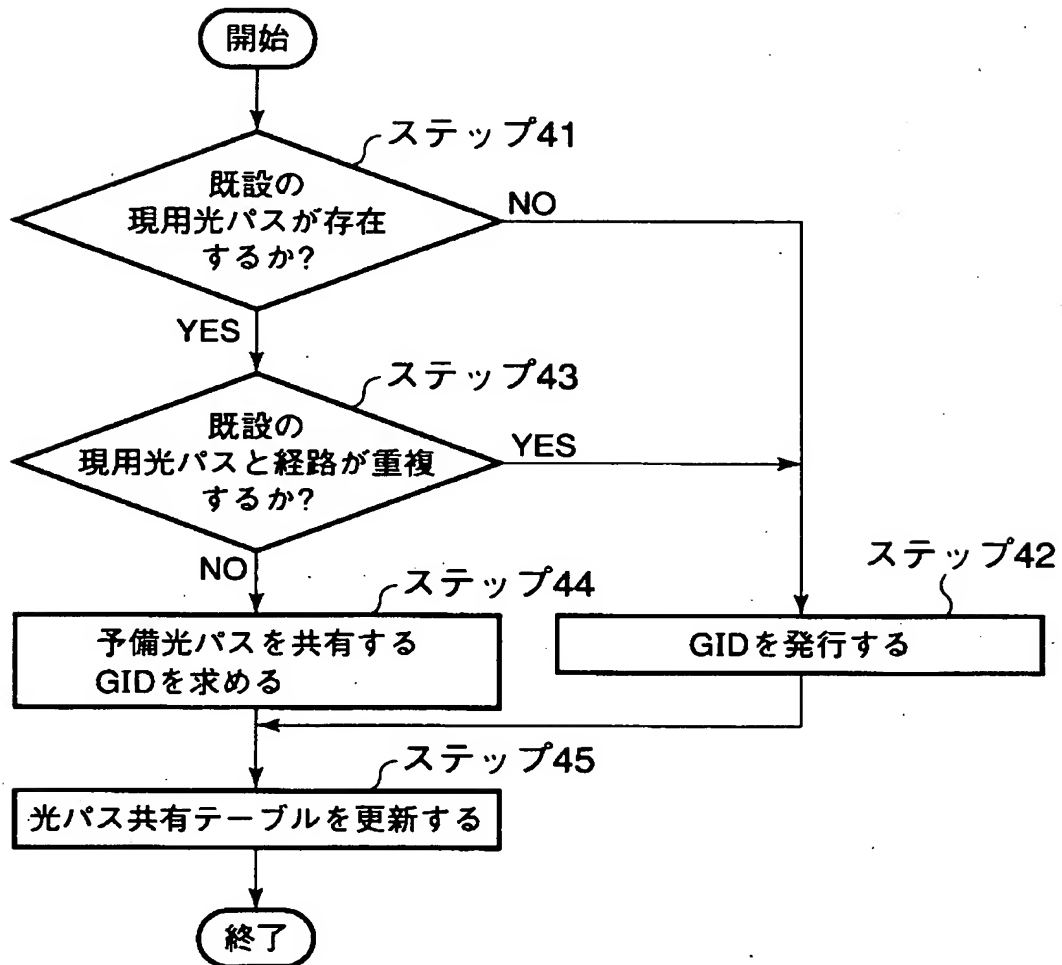 開始
ステップ41
既設の
現用光パスが存在
するか?
NO
YES
ステップ43
既設の
現用光パスと経路が重複
するか?
YES
NO
ステップ44
予備光パスを共有する
GIDを求める
ステップ42
GIDを発行する
ステップ45
光パス共有テーブルを更新する
終了